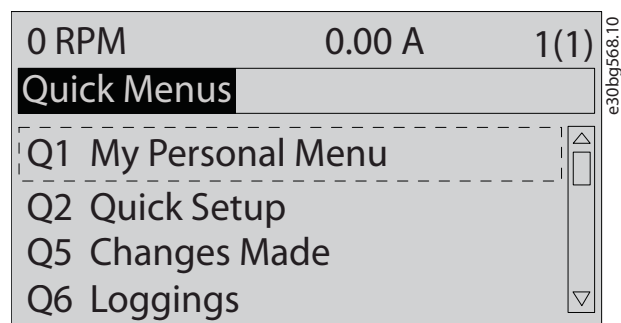 0 RPM 0.00 A 1(1)
Quick Menus
Q1 My Personal Menu
Q2 Quick Setup
Q5 Changes Made
Q6 Loggings
e30bg568.10